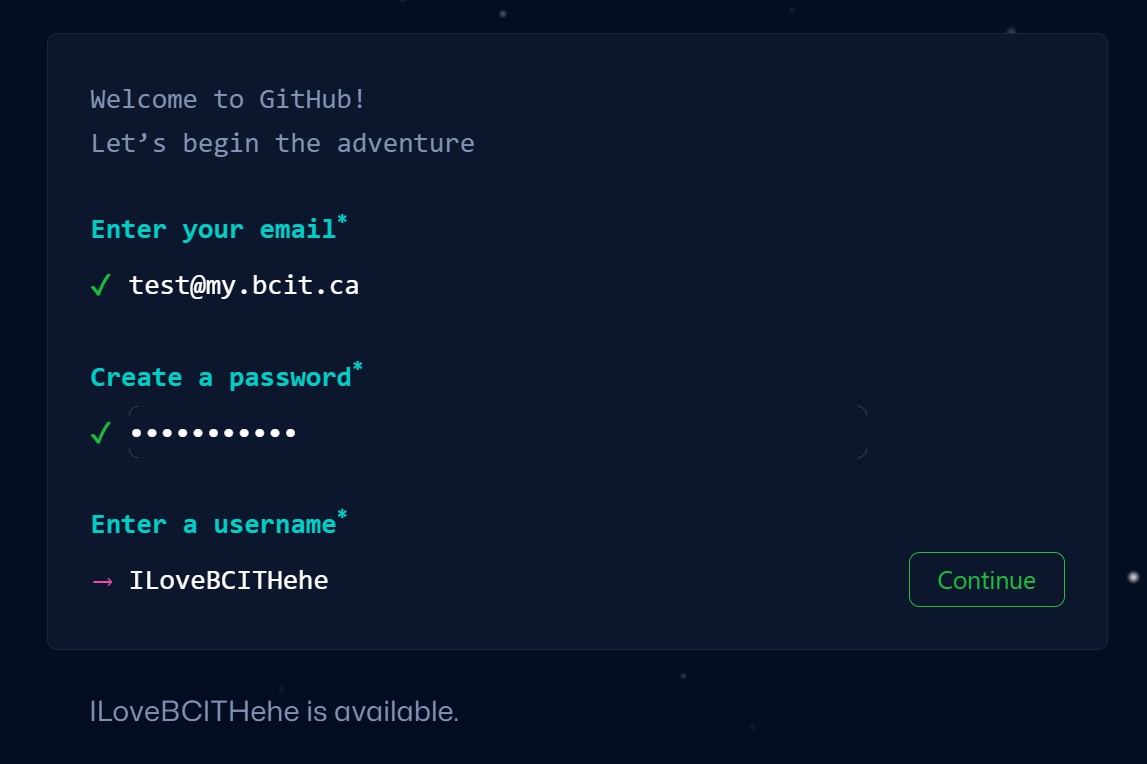 Welcome to GitHub!
Let’s begin the adventure
Enter your email*
✓ test@my.bcit.ca
Create a password*
✓ •••••••••••
Enter a username*
→ ILoveBCITHehe
Continue
ILoveBCITHehe is available.